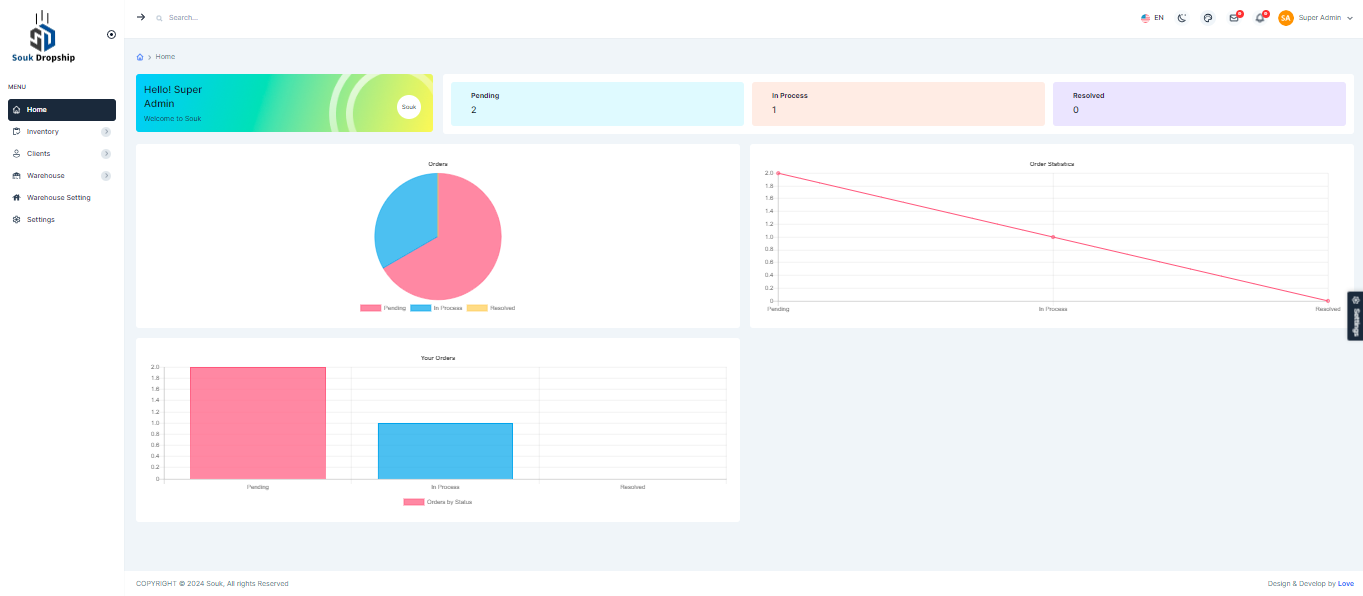 Souk Dropship
MENU
Home
Inventory
Clients
Warehouse
Warehouse Setting
Settings
Search...
EN
SA
Super Admin
Home
Hello! Super
Admin
Welcome to Souk
Souk
Pending
2
In Process
1
Resolved
0
Orders
Pending
In Process
Resolved
Order Statistics
2.0
1.8
1.6
1.4
1.2
1.0
0.8
0.6
0.4
0.2
0
Pending
In Process
Resolved
Settings
Your Orders
2.0
1.8
1.6
1.4
1.2
1.0
0.8
0.6
0.4
0.2
0
Pending
In Process
Resolved
Orders by Status
COPYRIGHT © 2024 Souk, All rights Reserved
Design & Develop by Love